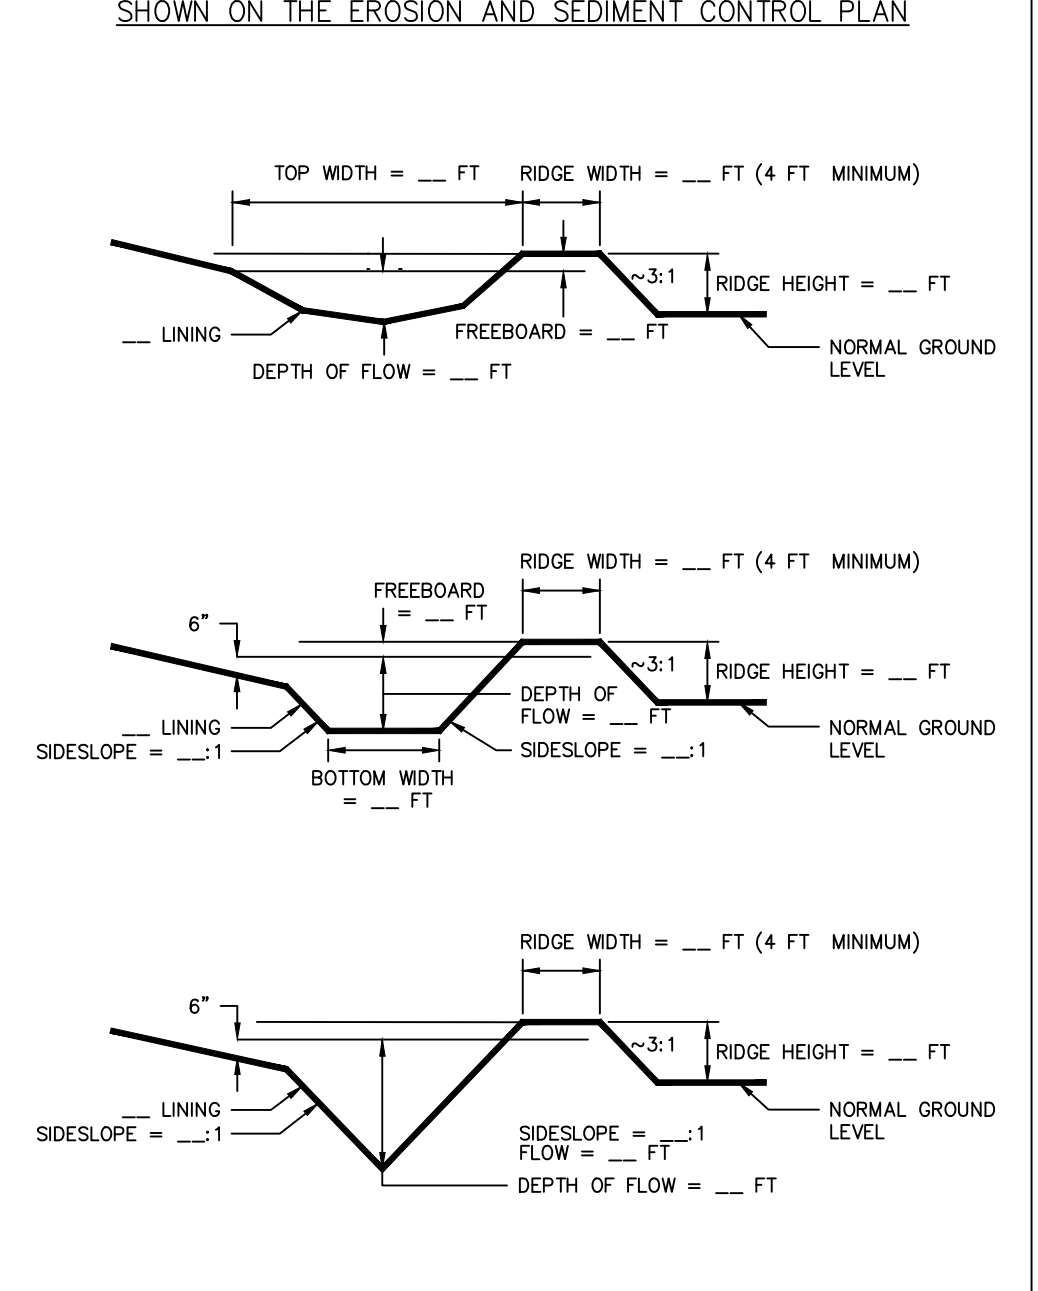 SHOWN ON THE EROSION AND SEDIMENT CONTROL PLAN
TOP WIDTH = __ FT
RIDGE WIDTH = __ FT (4 FT MINIMUM)
~3:1
RIDGE HEIGHT = __ FT
__ LINING
FREEBOARD = __ FT
NORMAL GROUND
LEVEL
DEPTH OF FLOW = __ FT
RIDGE WIDTH = __ FT (4 FT MINIMUM)
FREEBOARD
= __ FT
6"
~3:1
RIDGE HEIGHT = __ FT
DEPTH OF
FLOW = __ FT
__ LINING
SIDESLOPE = __:1
SIDESLOPE = __:1
NORMAL GROUND
LEVEL
BOTTOM WIDTH
= __ FT
RIDGE WIDTH = __ FT (4 FT MINIMUM)
6"
~3:1
RIDGE HEIGHT = __ FT
__ LINING
SIDESLOPE = __:1
NORMAL GROUND
LEVEL
SIDESLOPE = __:1
FLOW = __ FT
DEPTH OF FLOW = __ FT